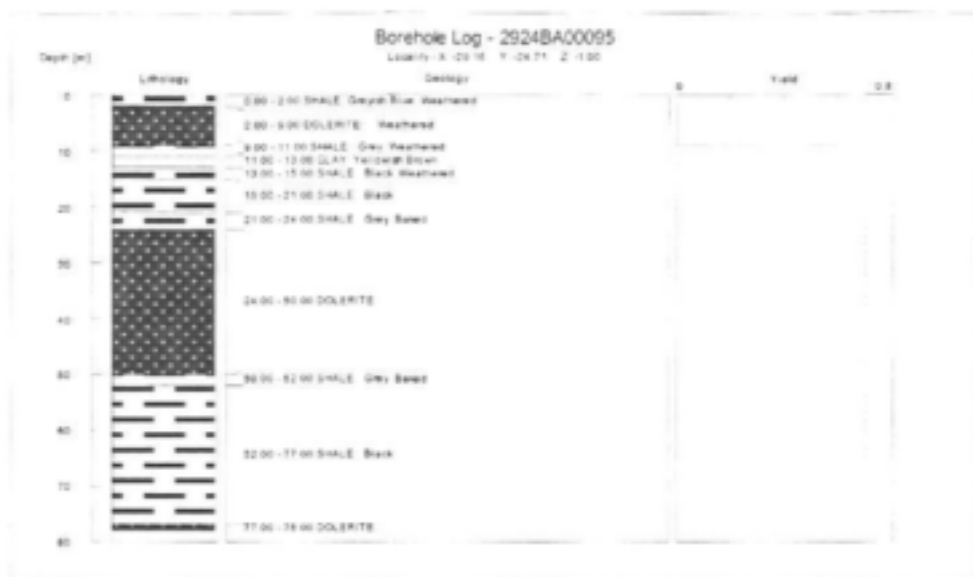 Borehole Log - 2924BA00095
Depth [m]
Lithology
Geology
Yield
0
0.00 - 2.00 SHALE Greyish Blue Weathered
2.00 - 9.00 DOLERITE Weathered
9.00 - 11.00 SHALE Grey Weathered
10
11.00 - 13.00 CLAY Yellowish Brown
13.00 - 15.00 SHALE Black Weathered
15.00 - 21.00 SHALE Black
20
21.00 - 24.00 SHALE Grey Baked
30
24.00 - 50.00 DOLERITE
40
50
50.00 - 52.00 SHALE Grey Baked
60
52.00 - 77.00 SHALE Black
70
77.00 - 78.00 DOLERITE
80